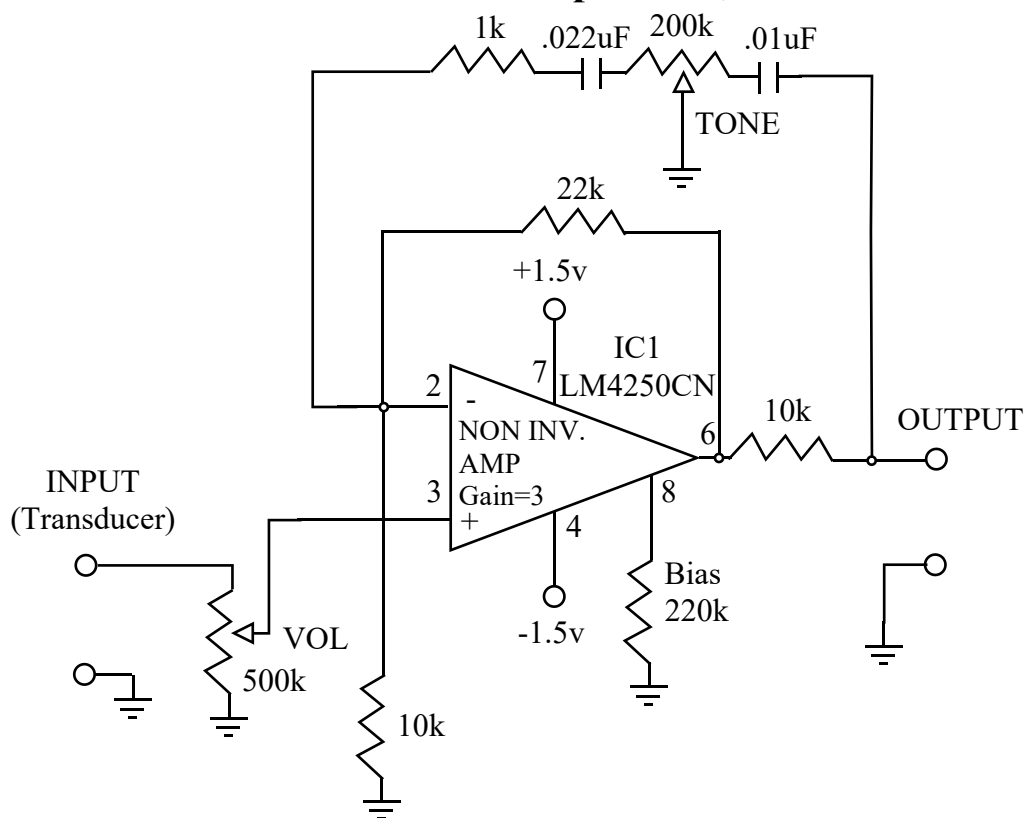 1k
.022uF
200k
.01uF
TONE
22k
+1.5v
IC1
LM4250CN
7
2
-
NON INV.
AMP
Gain=3
3
+
6
10k
OUTPUT
8
4
INPUT
(Transducer)
Bias
220k
-1.5v
VOL
500k
10k